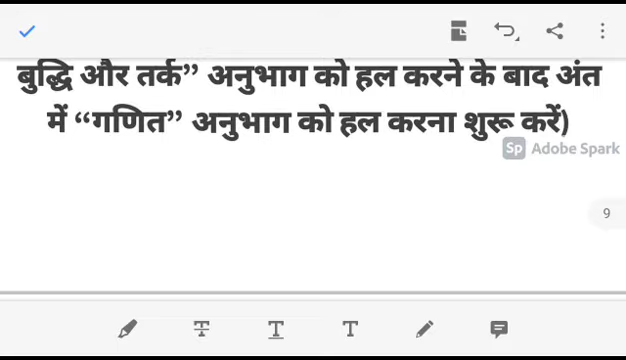 बुद्धि और तर्क” अनुभाग को हल करने के बाद अंत
में “गणित” अनुभाग को हल करना शुरू करें)
Sp Adobe Spark
9